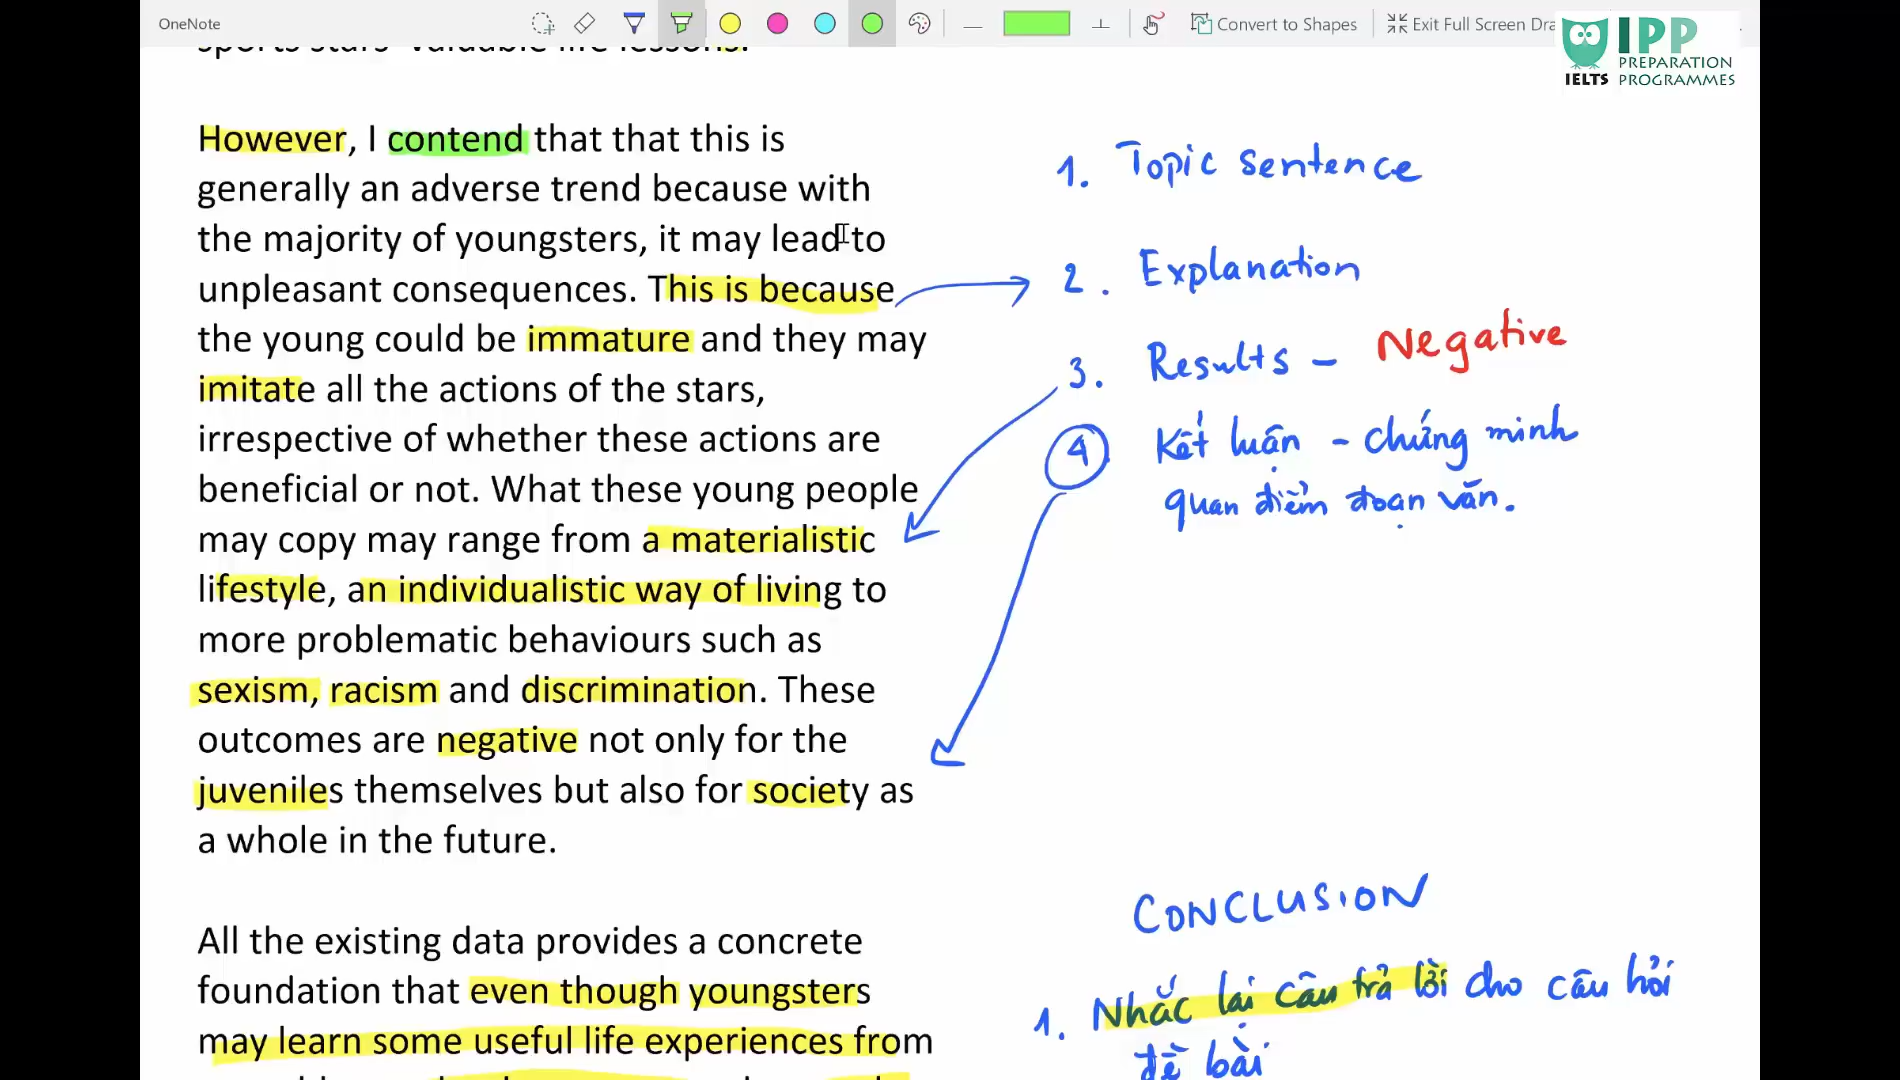 OneNote
Convert to Shapes
Exit Full Screen Dra
IPP
IELTS PREPARATION PROGRAMMES
sports stars' valuable life lessons.
However, I contend that that this is
generally an adverse trend because with
the majority of youngsters, it may lead to
unpleasant consequences. This is because
the young could be immature and they may
imitate all the actions of the stars,
irrespective of whether these actions are
beneficial or not. What these young people
may copy may range from a materialistic
lifestyle, an individualistic way of living to
more problematic behaviours such as
sexism, racism and discrimination. These
outcomes are negative not only for the
juveniles themselves but also for society as
a whole in the future.
1. Topic sentence
2. Explanation
3. Results - Negative
4 Kết luận - chứng minh
quan điểm đoạn văn.
All the existing data provides a concrete
foundation that even though youngsters
may learn some useful life experiences from
CONCLUSION
1. Nhắc lại câu trả lời cho câu hỏi
đề bài